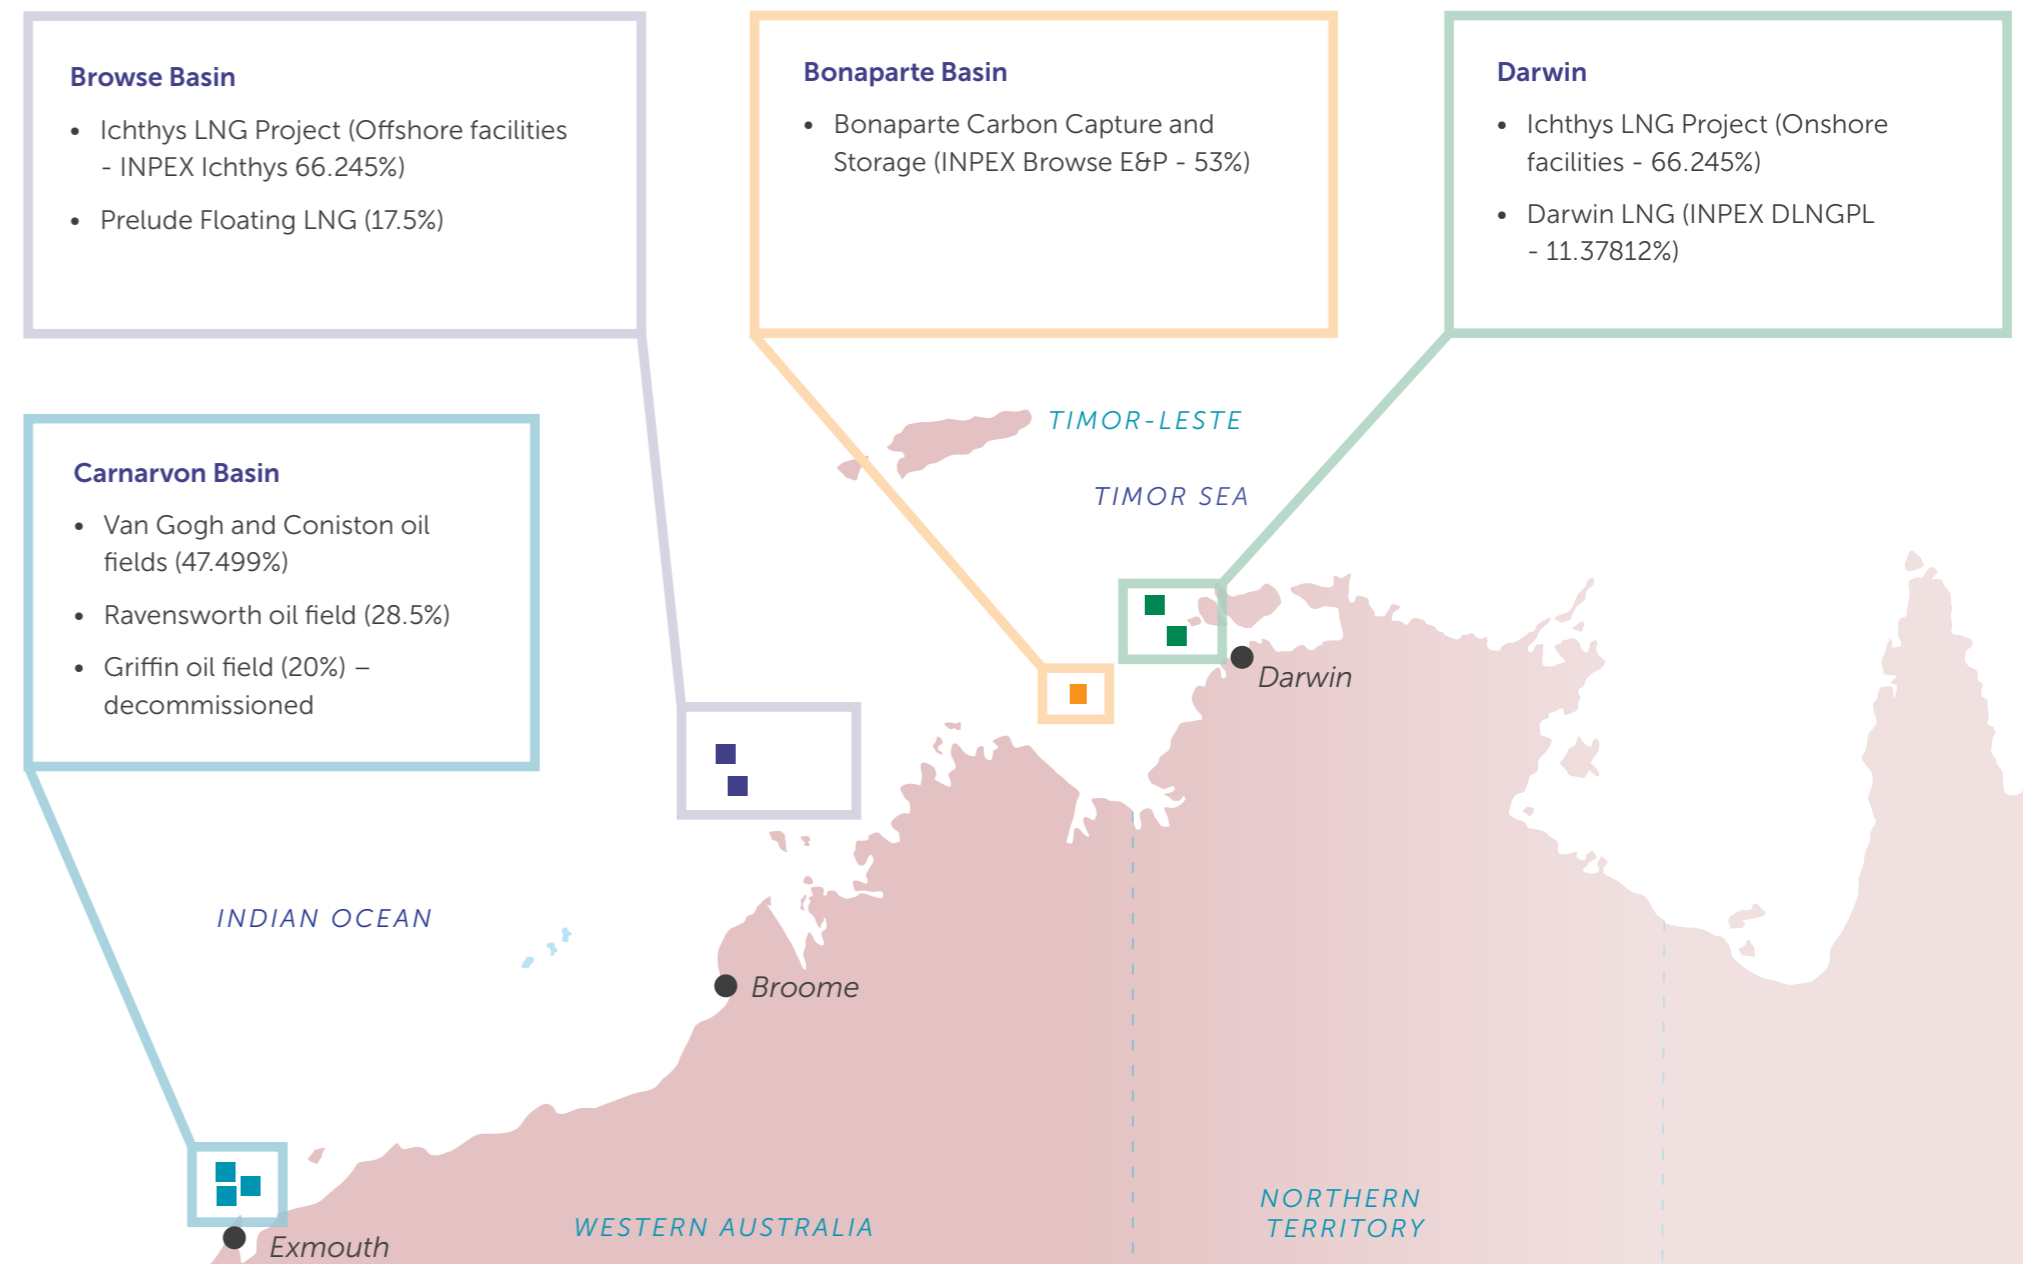 Browse Basin
• Ichthys LNG Project (Offshore facilities
- INPEX Ichthys 66.245%)
• Prelude Floating LNG (17.5%)
Bonaparte Basin
• Bonaparte Carbon Capture and
Storage (INPEX Browse E&P - 53%)
Darwin
• Ichthys LNG Project (Onshore
facilities - 66.245%)
• Darwin LNG (INPEX DLNGPL
- 11.37812%)
Carnarvon Basin
• Van Gogh and Coniston oil
fields (47.499%)
• Ravensworth oil field (28.5%)
• Griffin oil field (20%) –
decommissioned
TIMOR-LESTE
TIMOR SEA
Darwin
INDIAN OCEAN
Broome
WESTERN AUSTRALIA
NORTHERN
TERRITORY
Exmouth